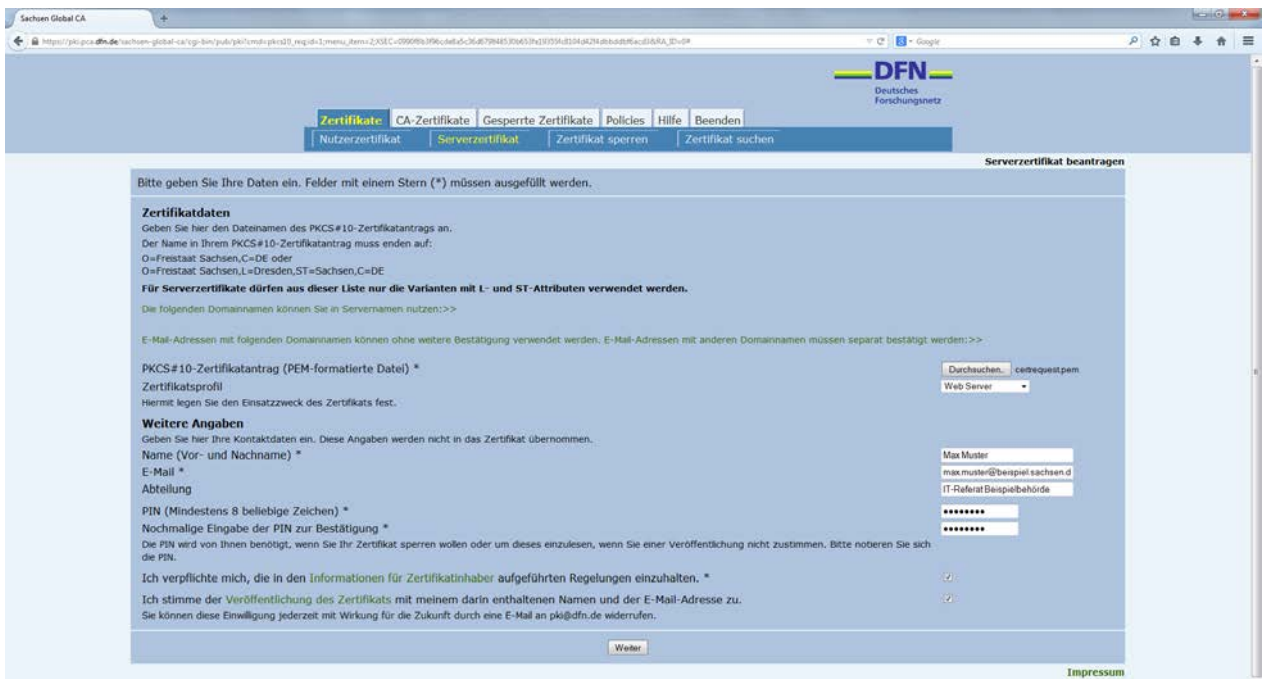 Sachsen Global CA
Google
DFN
Deutsches
Forschungsnetz
Zertifikate CA-Zertifikate Gesperrte Zertifikate Policies Hilfe Beenden
Nutzerzertifikat Serverzertifikat Zertifikat sperren Zertifikat suchen
Serverzertifikat beantragen
Bitte geben Sie Ihre Daten ein. Felder mit einem Stern (*) müssen ausgefüllt werden.
Zertifikatdaten
Geben Sie hier den Dateinamen des PKCS#10-Zertifikatantrags an.
Der Name in Ihrem PKCS#10-Zertifikatantrag muss enden auf:
O=Freistaat Sachsen,C=DE oder
O=Freistaat Sachsen,L=Dresden,ST=Sachsen,C=DE
Für Serverzertifikate dürfen aus dieser Liste nur die Varianten mit L- und ST-Attributen verwendet werden.
Die folgenden Domainnamen können Sie in Servernamen nutzen:>>
E-Mail-Adressen mit folgenden Domainnamen können ohne weitere Bestätigung verwendet werden. E-Mail-Adressen mit anderen Domainnamen müssen separat bestätigt werden:>>
PKCS#10-Zertifikatantrag (PEM-formatierte Datei) * Durchsuchen.. certrequest.pem
Zertifikatsprofil Web Server
Hiermit legen Sie den Einsatzzweck des Zertifikats fest.
Weitere Angaben
Geben Sie hier Ihre Kontaktdaten ein. Diese Angaben werden nicht in das Zertifikat übernommen.
Name (Vor- und Nachname) * Max Muster
E-Mail * max.muster@beispiel.sachsen.d
Abteilung IT-Referat Beispielbehörde
PIN (Mindestens 8 beliebige Zeichen) * ••••••••
Nochmalige Eingabe der PIN zur Bestätigung * ••••••••
Die PIN wird von Ihnen benötigt, wenn Sie Ihr Zertifikat sperren wollen oder um dieses einzulesen, wenn Sie einer Veröffentlichung nicht zustimmen. Bitte notieren Sie sich
die PIN.
Ich verpflichte mich, die in den Informationen für Zertifikatinhaber aufgeführten Regelungen einzuhalten. *
Ich stimme der Veröffentlichung des Zertifikats mit meinem darin enthaltenen Namen und der E-Mail-Adresse zu.
Sie können diese Einwilligung jederzeit mit Wirkung für die Zukunft durch eine E-Mail an pki@dfn.de widerrufen.
Weiter
Impressum